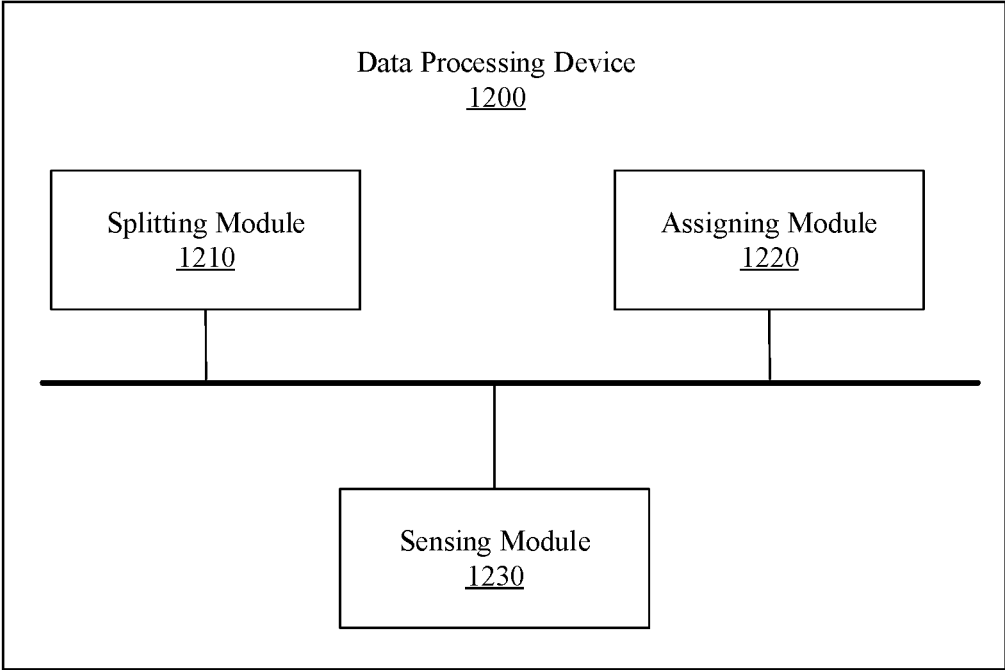 Data Processing Device
1200
Splitting Module
1210
Assigning Module
1220
Sensing Module
1230